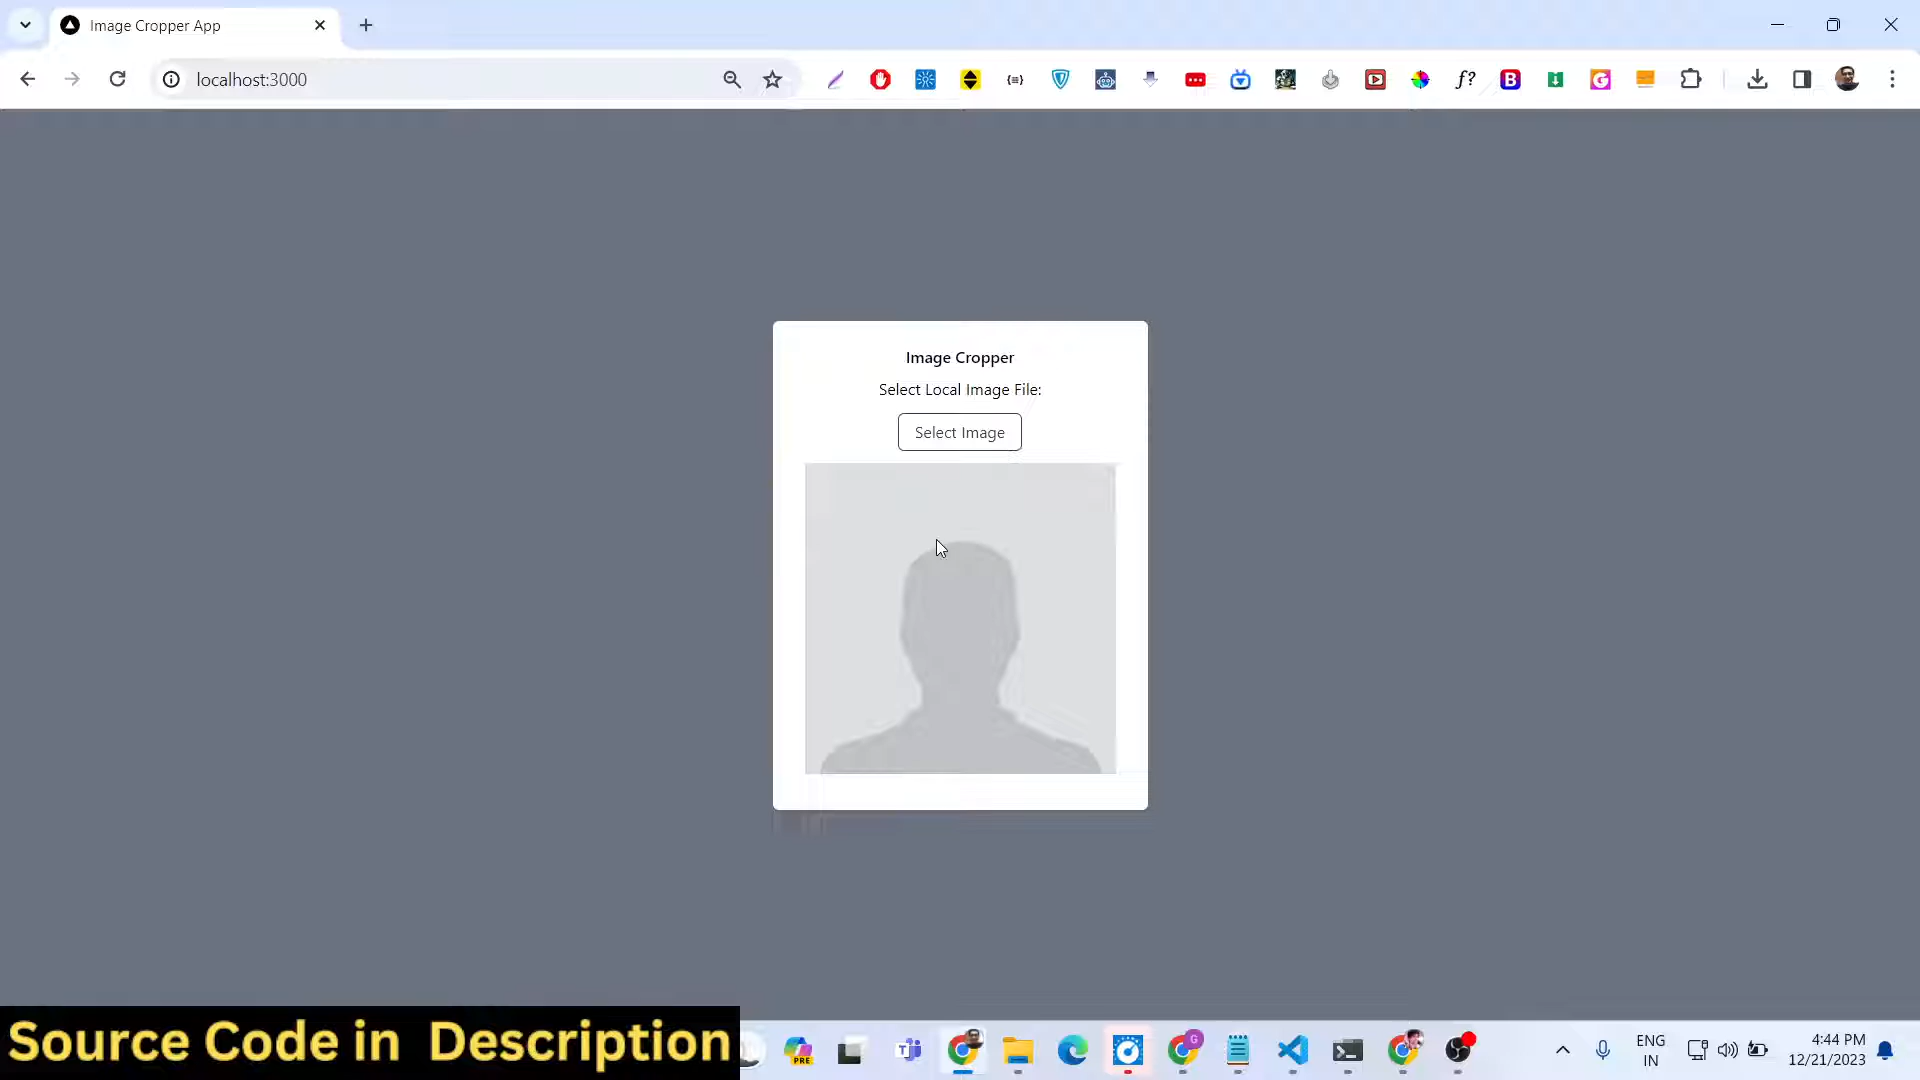 Image Cropper App
localhost:3000
f?
B
G
Image Cropper
Select Local Image File:
Select Image
Source Code in Description
PRE
G
ENG
IN
4:44 PM
12/21/2023